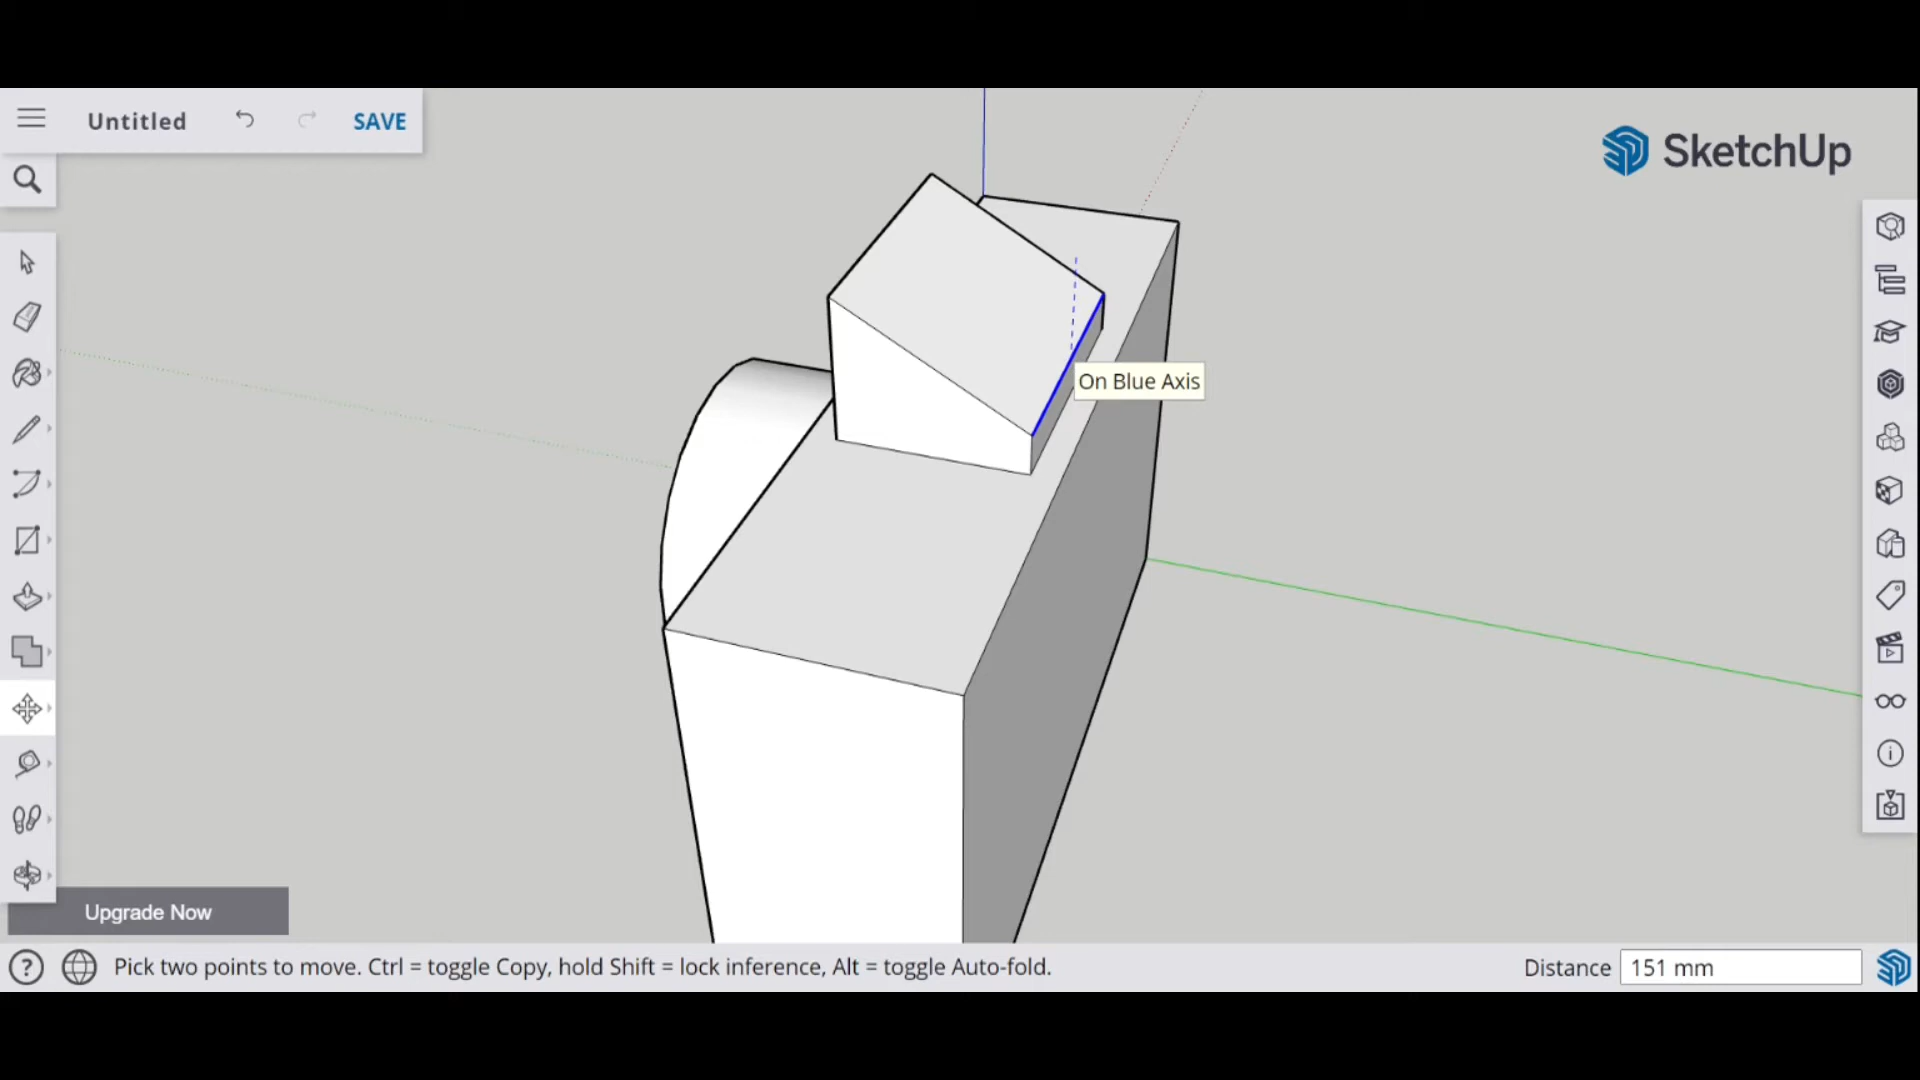 Untitled
SAVE
SketchUp
On Blue Axis
Upgrade Now
Pick two points to move. Ctrl = toggle Copy, hold Shift = lock inference, Alt = toggle Auto-fold.
Distance 151 mm